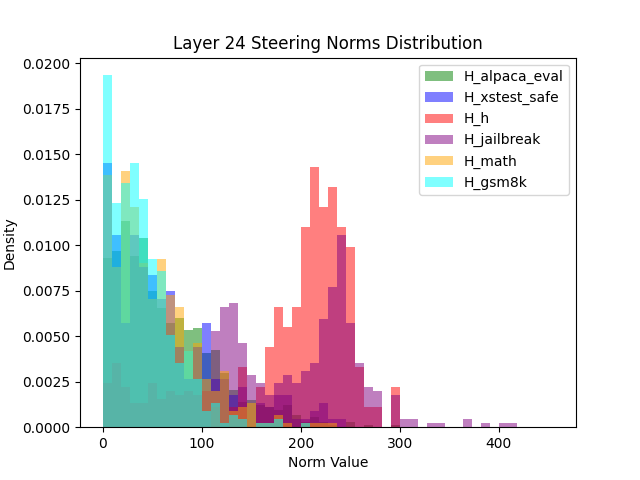 Layer 24 Steering Norms Distribution
0.0200
0.0175
0.0150
0.0125
0.0100
0.0075
0.0050
0.0025
0.0000
Density
H_alpaca_eval
H_xstest_safe
H_h
H_jailbreak
H_math
H_gsm8k
0
100
200
300
400
Norm Value